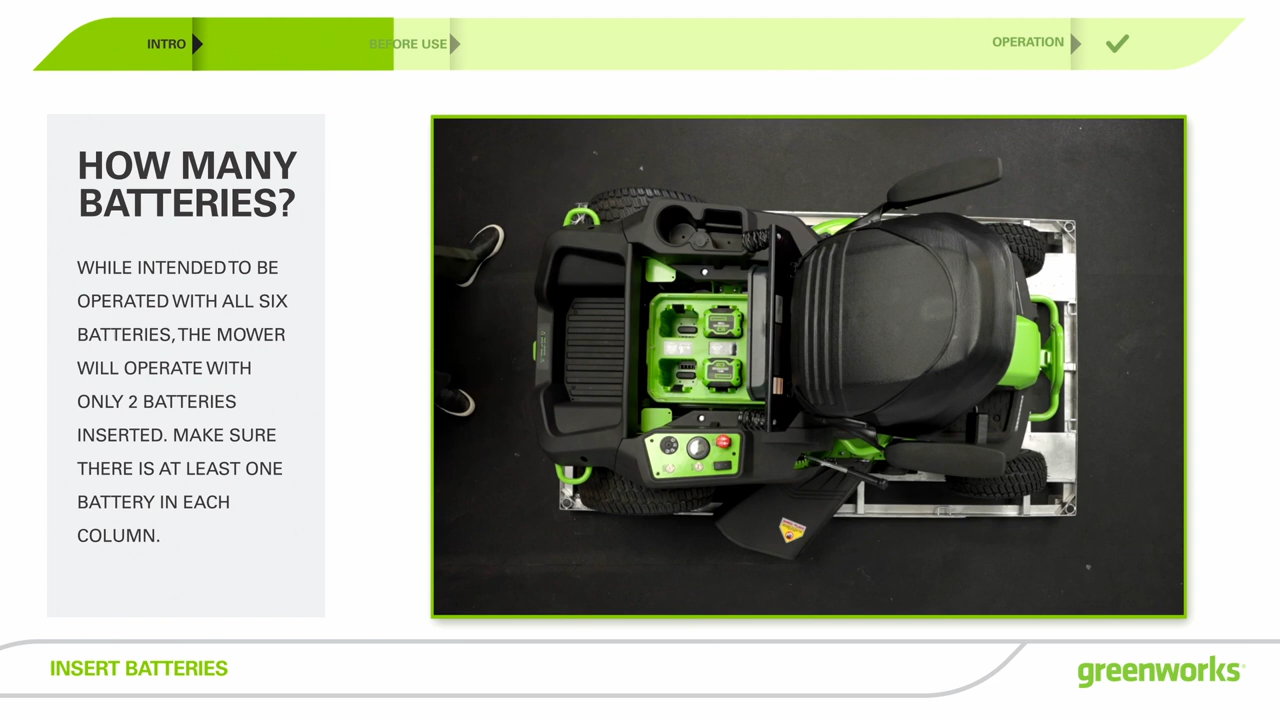 INTRO
BEFORE USE
OPERATION
HOW MANY
BATTERIES?
WHILE INTENDED TO BE
OPERATED WITH ALL SIX
BATTERIES, THE MOWER
WILL OPERATE WITH
ONLY 2 BATTERIES
INSERTED. MAKE SURE
THERE IS AT LEAST ONE
BATTERY IN EACH
COLUMN.
INSERT BATTERIES
greenworks